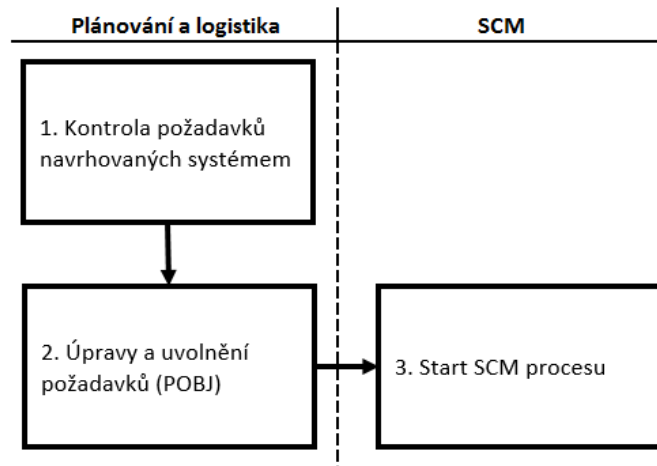 Plánování a logistika
SCM
1. Kontrola požadavků
navrhovaných systémem
2. Úpravy a uvolnění
požadavků (POBJ)
3. Start SCM procesu